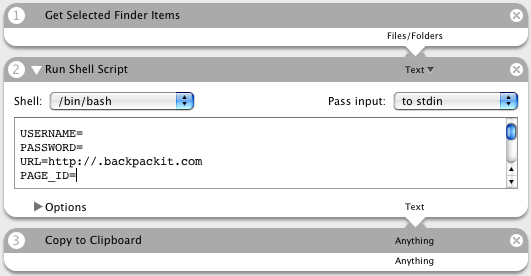 1 Get Selected Finder Items
Files/Folders
2 Run Shell Script Text
Shell: /bin/bash Pass input: to stdin
USERNAME=
PASSWORD=
URL=http://.backpackit.com
PAGE_ID=
Options Text
3 Copy to Clipboard Anything
Anything